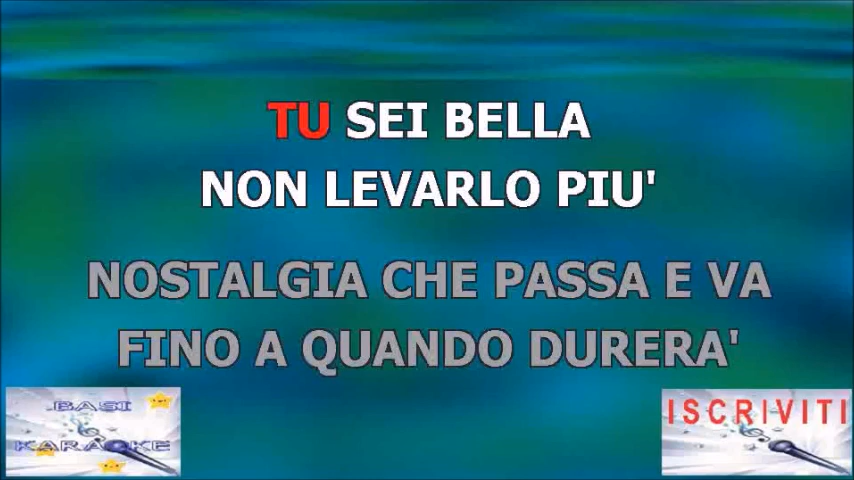 TU SEI BELLA
NON LEVARLO PIU'
NOSTALGIA CHE PASSA E VA
FINO A QUANDO DURERA'
BASI
KARAOKE
ISCRIVITI